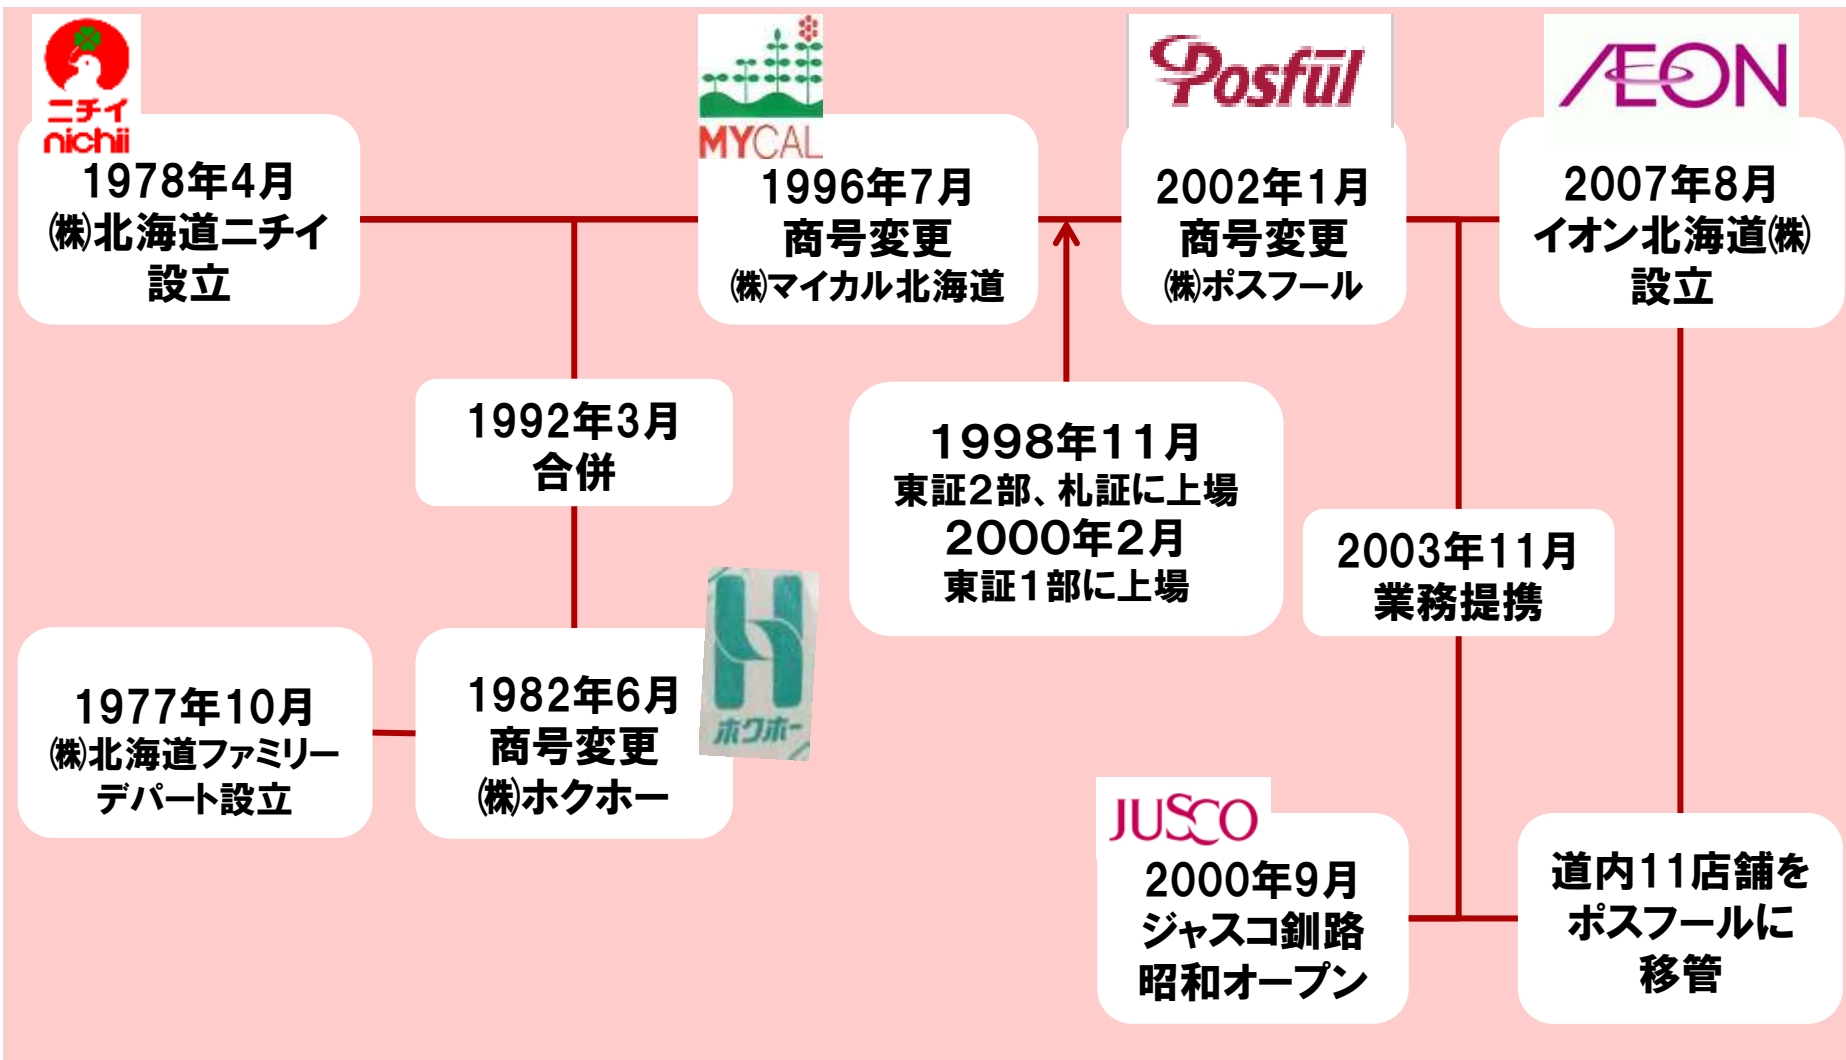 ニチイ
nichii
1978年4月
㈱北海道ニチイ
設立
MYCAL
1996年7月
商号変更
㈱マイカル北海道
Posfūl
2002年1月
商号変更
㈱ポスフール
ÆON
2007年8月
イオン北海道㈱
設立
1992年3月
合併
1998年11月
東証2部、札証に上場
2000年2月
東証1部に上場
2003年11月
業務提携
1977年10月
㈱北海道ファミリー
デパート設立
1982年6月
商号変更
㈱ホクホー
ホクホー
JUSCO
2000年9月
ジャスコ釧路
昭和オープン
道内11店舗を
ポスフールに
移管